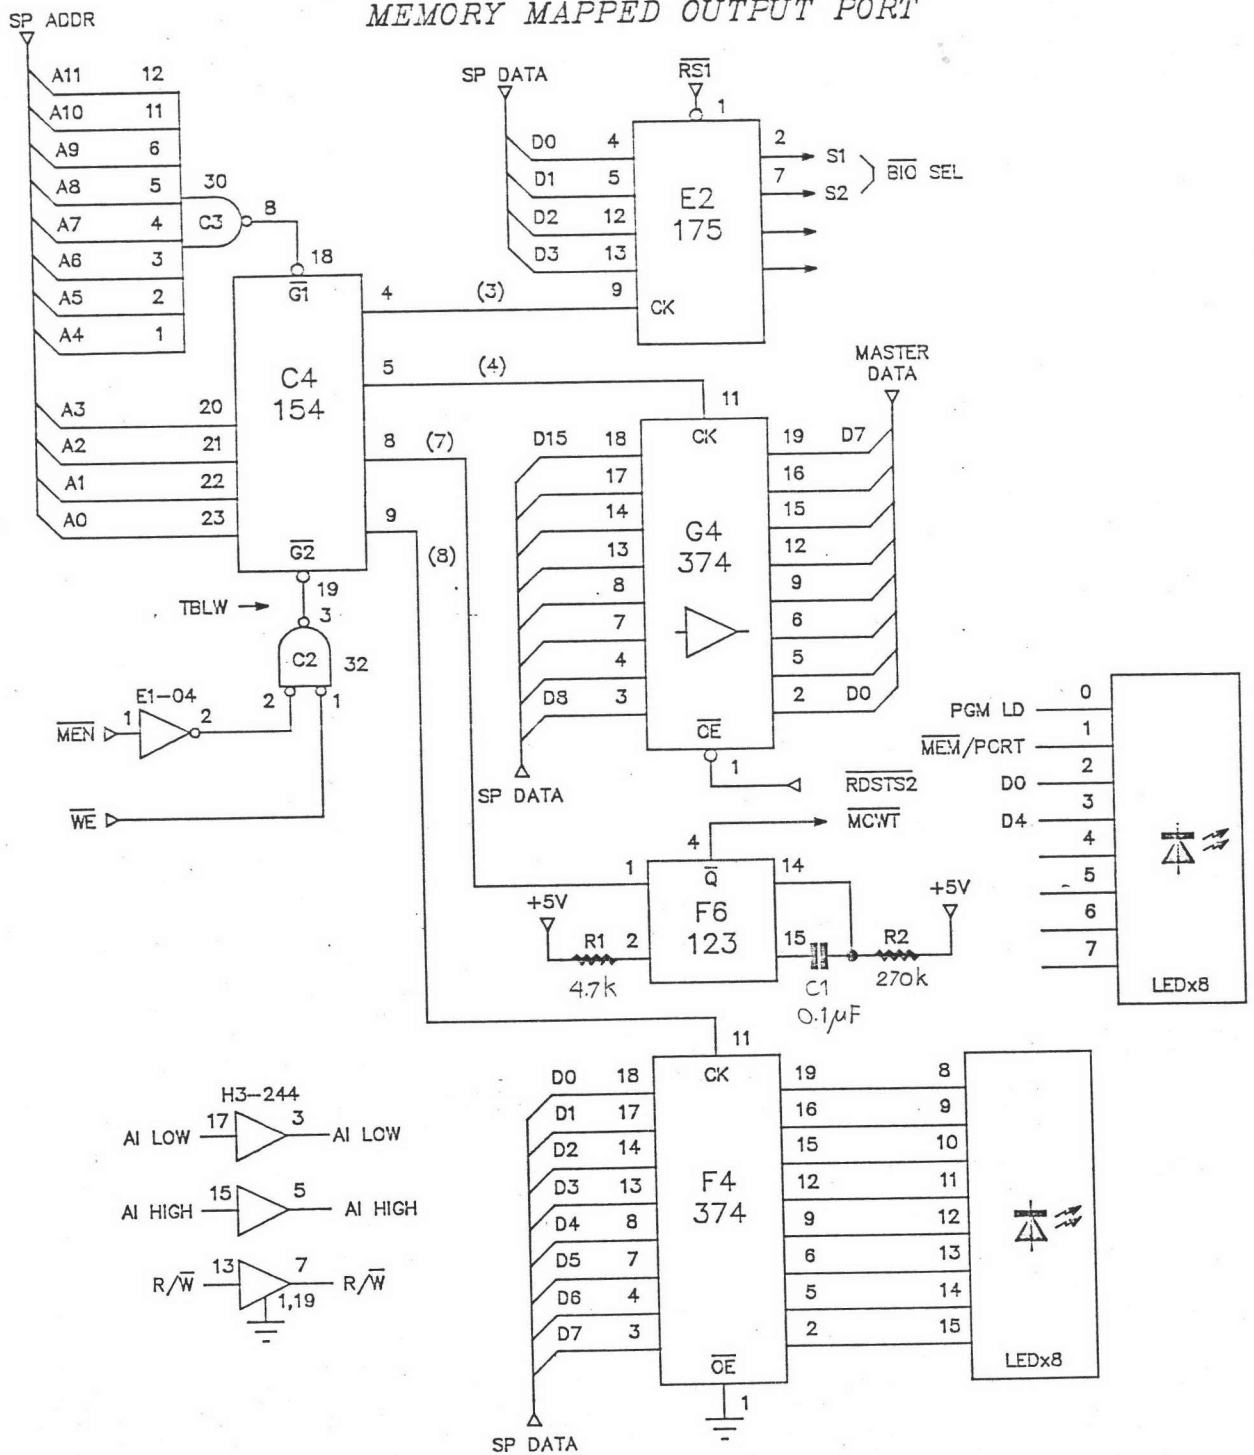 MEMORY MAPPED OUTPUT PORT
SP ADDR
A11 12
A10 11
A9 6
A8 5
A7 4
A6 3
A5 2
A4 1
30
C3
8
18
G1
A3 20
A2 21
A1 22
A0 23
C4
154
4 (3)
5 (4)
8 (7)
9
(8)
G2
19
TBLW
3
C2
32
2 1
E1-04
MEN 1 2
WE
SP DATA
RS1
1
D0 4
D1 5
D2 12
D3 13
9 CK
E2
175
2 S1
7 S2
BIO SEL
MASTER
DATA
11
CK
D15 18
17
14
13
8
7
4
D8 3
G4
374
19 D7
16
15
12
9
6
5
2 D0
OE
1
RDSTS2
SP DATA
MCWT
4
1
Q
14
F6
123
+5V
R1
4.7k
2
15
C1
0.1µF
R2
270k
+5V
PGM LD 0
MEM/PORT 1
D0 2
D4 3
4
5
6
7
LEDx8
H3-244
AI LOW 17 3 AI LOW
AI HIGH 15 5 AI HIGH
R/W 13 7 R/W
1,19
11
CK
D0 18
D1 17
D2 14
D3 13
D4 8
D5 7
D6 4
D7 3
F4
374
19 8
16 9
15 10
12 11
9 12
6 13
5 14
2 15
OE
1
LEDx8
SP DATA